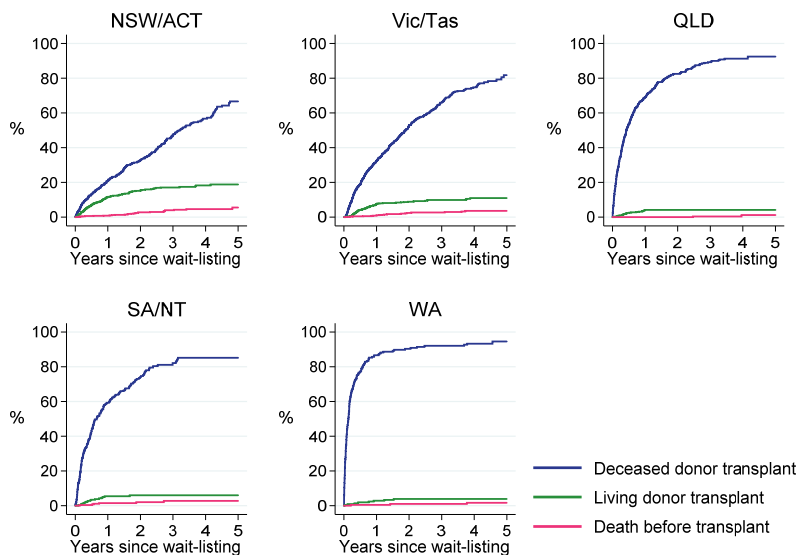 NSW/ACT
100
80
60
40
20
0
%
0 1 2 3 4 5
Years since wait-listing
Vic/Tas
100
80
60
40
20
0
%
0 1 2 3 4 5
Years since wait-listing
QLD
100
80
60
40
20
0
%
0 1 2 3 4 5
Years since wait-listing
SA/NT
100
80
60
40
20
0
%
0 1 2 3 4 5
Years since wait-listing
WA
100
80
60
40
20
0
%
0 1 2 3 4 5
Years since wait-listing
Deceased donor transplant
Living donor transplant
Death before transplant